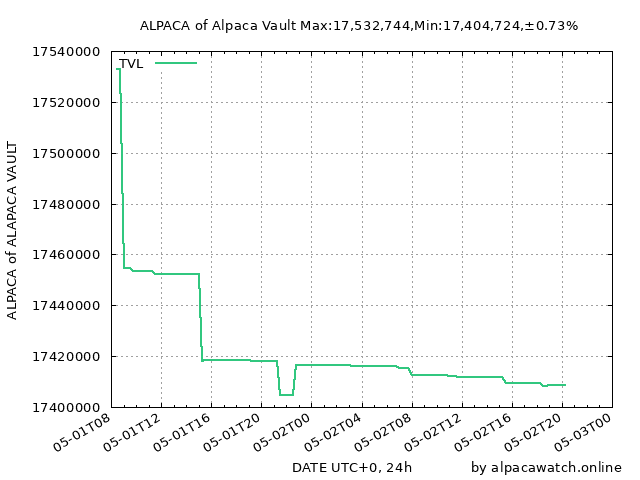 ALPACA of Alpaca Vault Max:17,532,744,Min:17,404,724,±0.73%
TVL
17540000
17520000
17500000
17480000
17460000
17440000
17420000
17400000
ALPACA of ALAPACA VAULT
05-01T08
05-01T12
05-01T16
05-01T20
05-02T00
05-02T04
05-02T08
05-02T12
05-02T16
05-02T20
05-03T00
DATE UTC+0, 24h
by alpacawatch.online